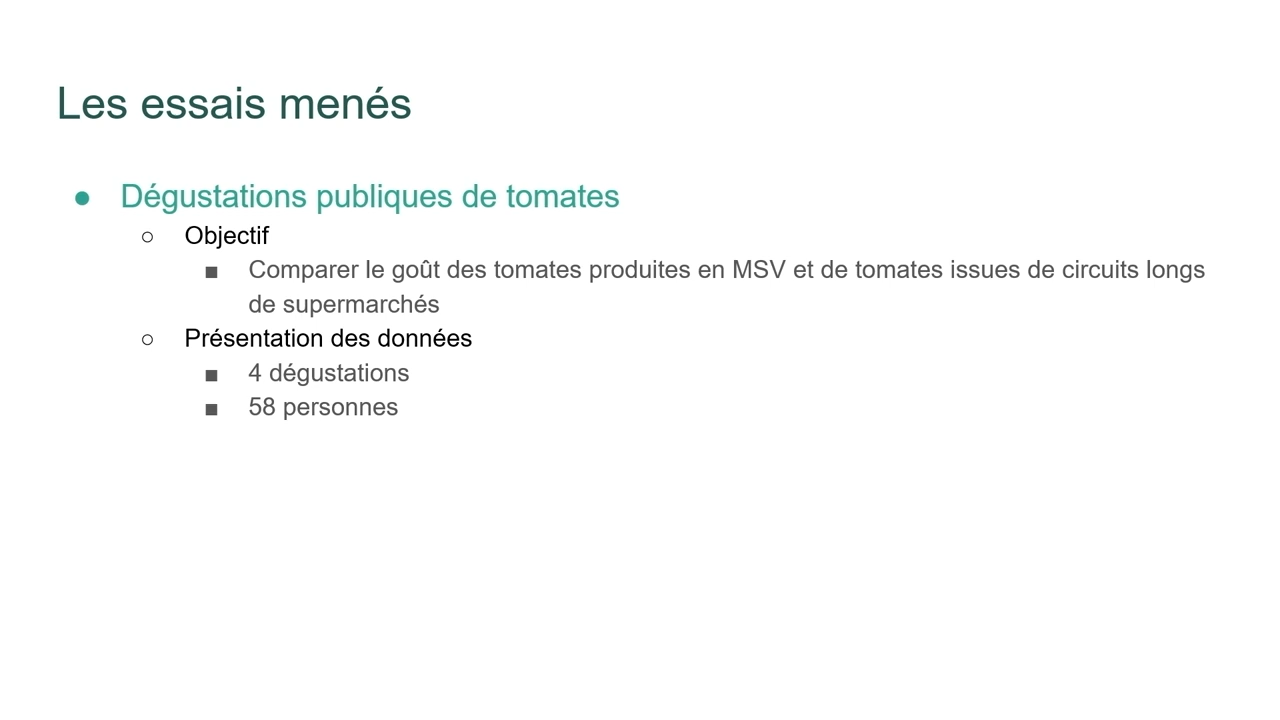 Les essais menés
● Dégustations publiques de tomates
○ Objectif
■ Comparer le goût des tomates produites en MSV et de tomates issues de circuits longs
de supermarchés
○ Présentation des données
■ 4 dégustations
■ 58 personnes